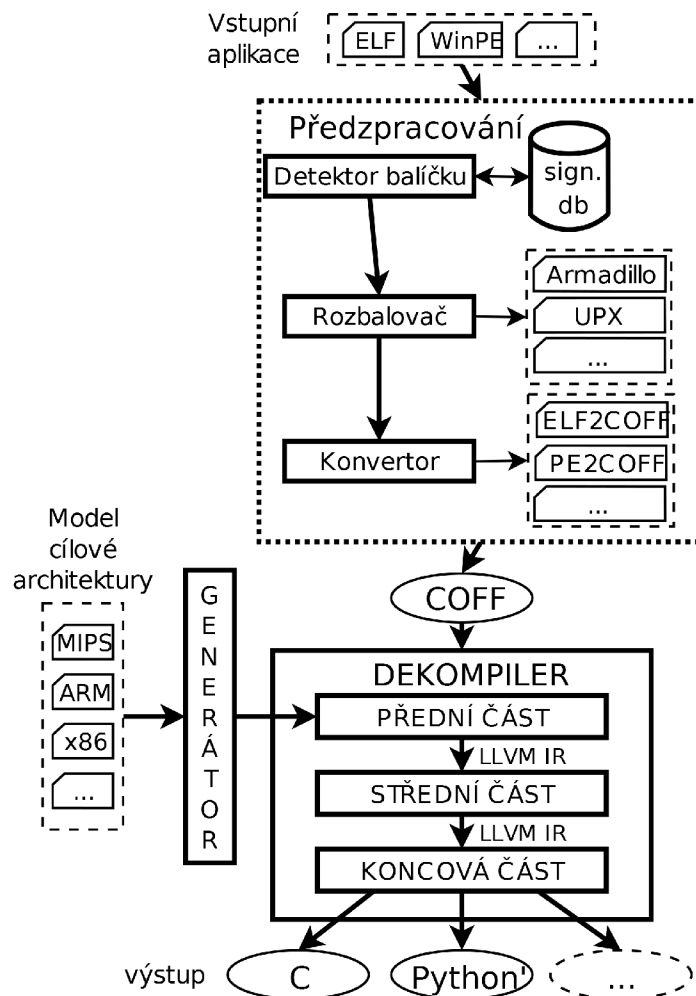 Vstupní
aplikace
ELF
WinPE
...
Předzpracování
Detektor balíčku
sign.
db
Armadillo
Rozbalovač
UPX
...
ELF2COFF
Konvertor
PE2COFF
...
Model
cílové
architektury
COFF
MIPS
ARM
x86
...
GENERÁTOR
DEKOMPILER
PŘEDNÍ ČÁST
LLVM IR
STŘEDNÍ ČÁST
LLVM IR
KONCOVÁ ČÁST
výstup
C
Python'
...